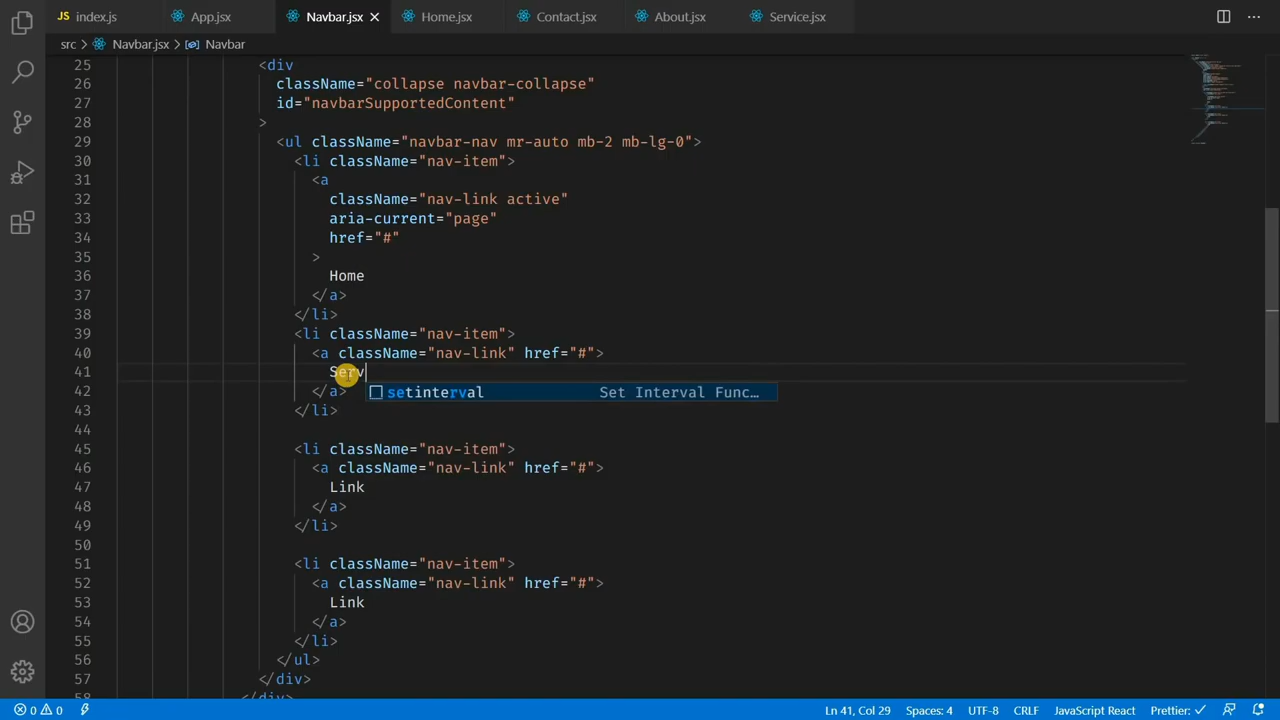 index.js App.jsx Navbar.jsx Home.jsx Contact.jsx About.jsx Service.jsx
src > Navbar.jsx > Navbar
25 <div
26 className="collapse navbar-collapse"
27 id="navbarSupportedContent"
28 >
29 <ul className="navbar-nav mr-auto mb-2 mb-lg-0">
30 <li className="nav-item">
31 <a
32 className="nav-link active"
33 aria-current="page"
34 href="#"
35 >
36 Home
37 </a>
38 </li>
39 <li className="nav-item">
40 <a className="nav-link" href="#">
41 Serv
42 </a>
setinterval Set Interval Func…
43 </li>
44
45 <li className="nav-item">
46 <a className="nav-link" href="#">
47 Link
48 </a>
49 </li>
50
51 <li className="nav-item">
52 <a className="nav-link" href="#">
53 Link
54 </a>
55 </li>
56 </ul>
57 </div>
58 </div>
0 0 Ln 41, Col 29 Spaces: 4 UTF-8 CRLF JavaScript React Prettier: ✓